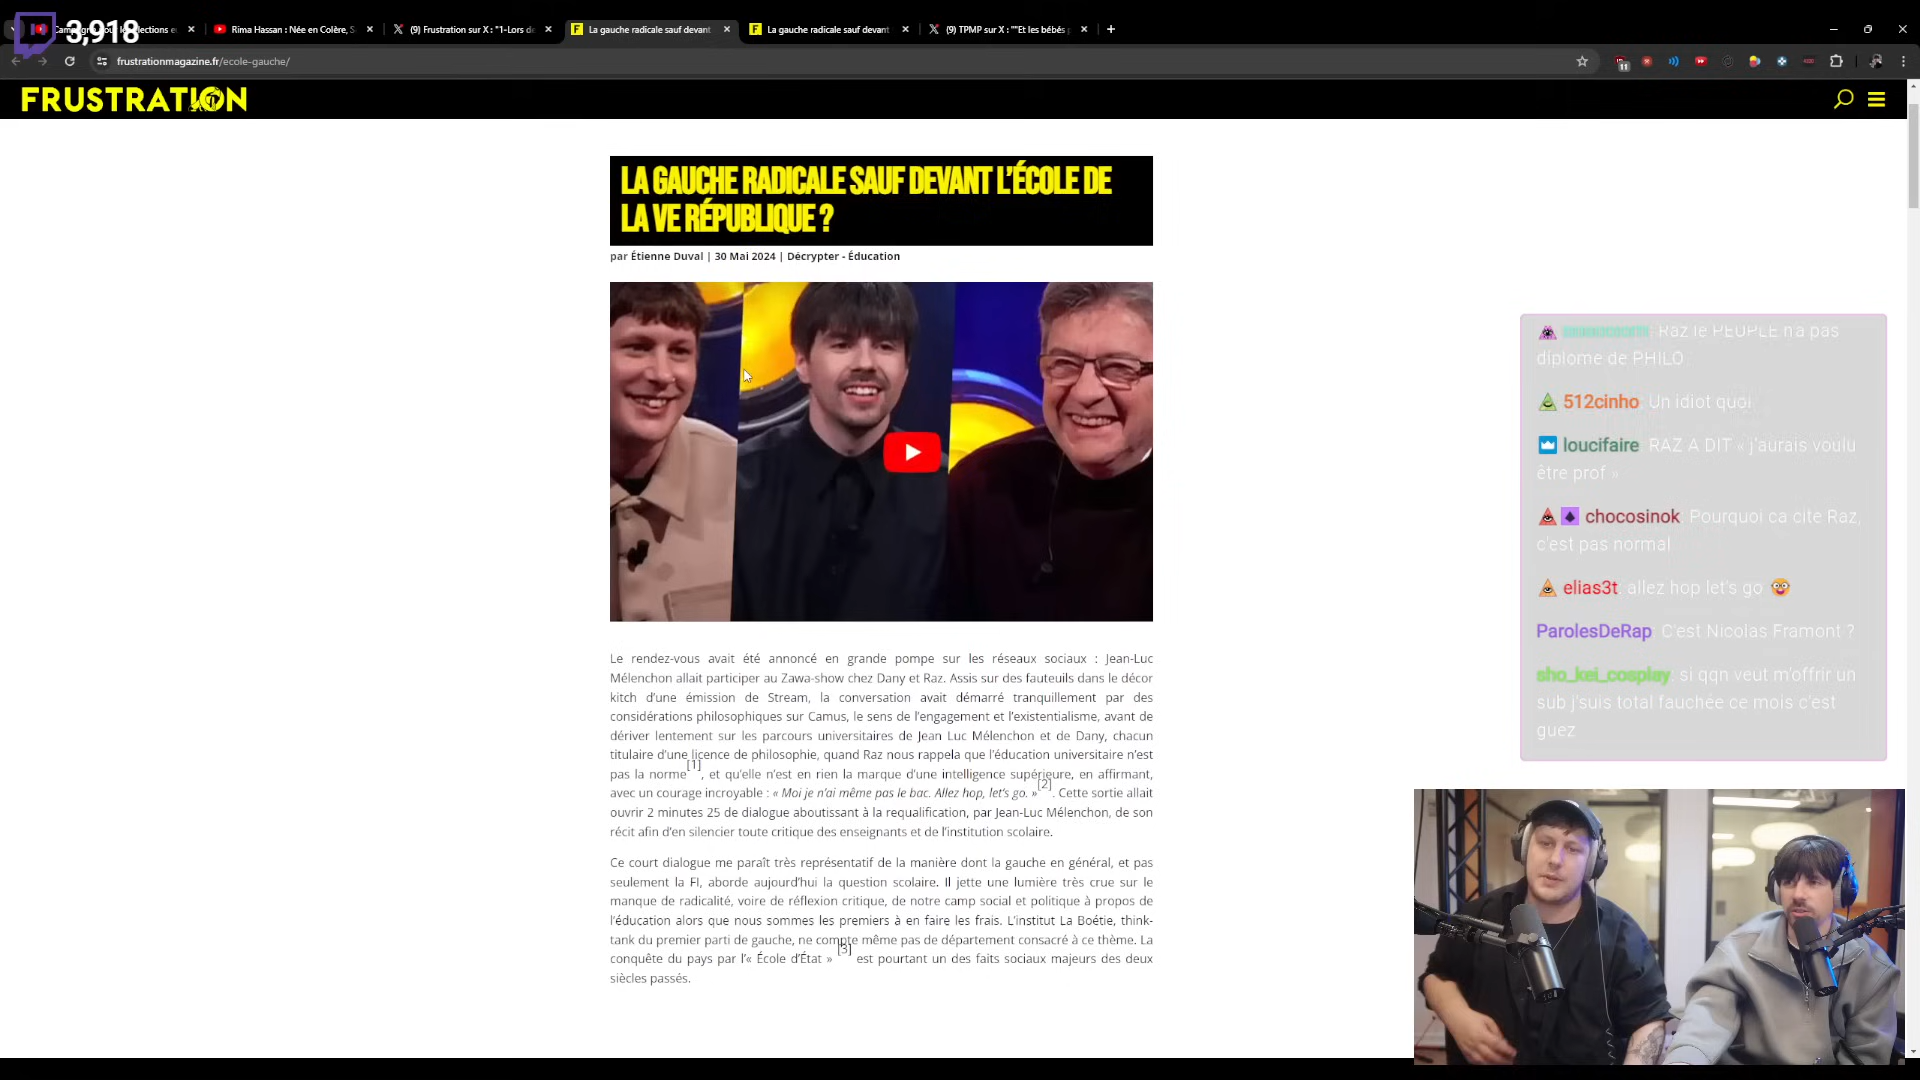 3,918
Rima Hassan : Née en Colère, S
(9) Frustration sur X : "1-Lors de
La gauche radicale sauf devant
La gauche radicale sauf devant
(9) TPMP sur X : ""Et les bébés
frustrationmagazine.fr/ecole-gauche/
11
FRUSTRATION
LA GAUCHE RADICALE SAUF DEVANT L'ÉCOLE DE
LA VE RÉPUBLIQUE ?
par Étienne Duval | 30 Mai 2024 | Décrypter - Éducation
Le rendez-vous avait été annoncé en grande pompe sur les réseaux sociaux : Jean-Luc
Mélenchon allait participer au Zawa-show chez Dany et Raz. Assis sur des fauteuils dans le décor
kitch d'une émission de Stream, la conversation avait démarré tranquillement par des
considérations philosophiques sur Camus, le sens de l'engagement et l'existentialisme, avant de
dériver lentement sur les parcours universitaires de Jean Luc Mélenchon et de Dany, chacun
titulaire d'une licence de philosophie, quand Raz nous rappela que l'éducation universitaire n'est
pas la norme[1], et qu'elle n'est en rien la marque d'une intelligence supérieure, en affirmant,
avec un courage incroyable : « Moi je n'ai même pas le bac. Allez hop, let's go. »[2]. Cette sortie allait
ouvrir 2 minutes 25 de dialogue aboutissant à la requalification, par Jean-Luc Mélenchon, de son
récit afin d'en silencier toute critique des enseignants et de l'institution scolaire.
Ce court dialogue me paraît très représentatif de la manière dont la gauche en général, et pas
seulement la FI, aborde aujourd'hui la question scolaire. Il jette une lumière très crue sur le
manque de radicalité, voire de réflexion critique, de notre camp social et politique à propos de
l'éducation alors que nous sommes les premiers à en faire les frais. L'institut La Boétie, think-
tank du premier parti de gauche, ne compte même pas de département consacré à ce thème. La
conquête du pays par l'« École d'État » [3] est pourtant un des faits sociaux majeurs des deux
siècles passés.
: Raz le PEUPLE n'a pas
diplome de PHILO
512cinho: Un idiot quoi
loucifaire: RAZ A DIT « j'aurais voulu
être prof «
chocosinok: Pourquoi ca cite Raz,
c'est pas normal
elias3t: allez hop let's go
ParolesDeRap: C'est Nicolas Framont ?
sho_kei_cosplay: si qqn veut m'offrir un
sub j'suis total fauchée ce mois c'est
guez